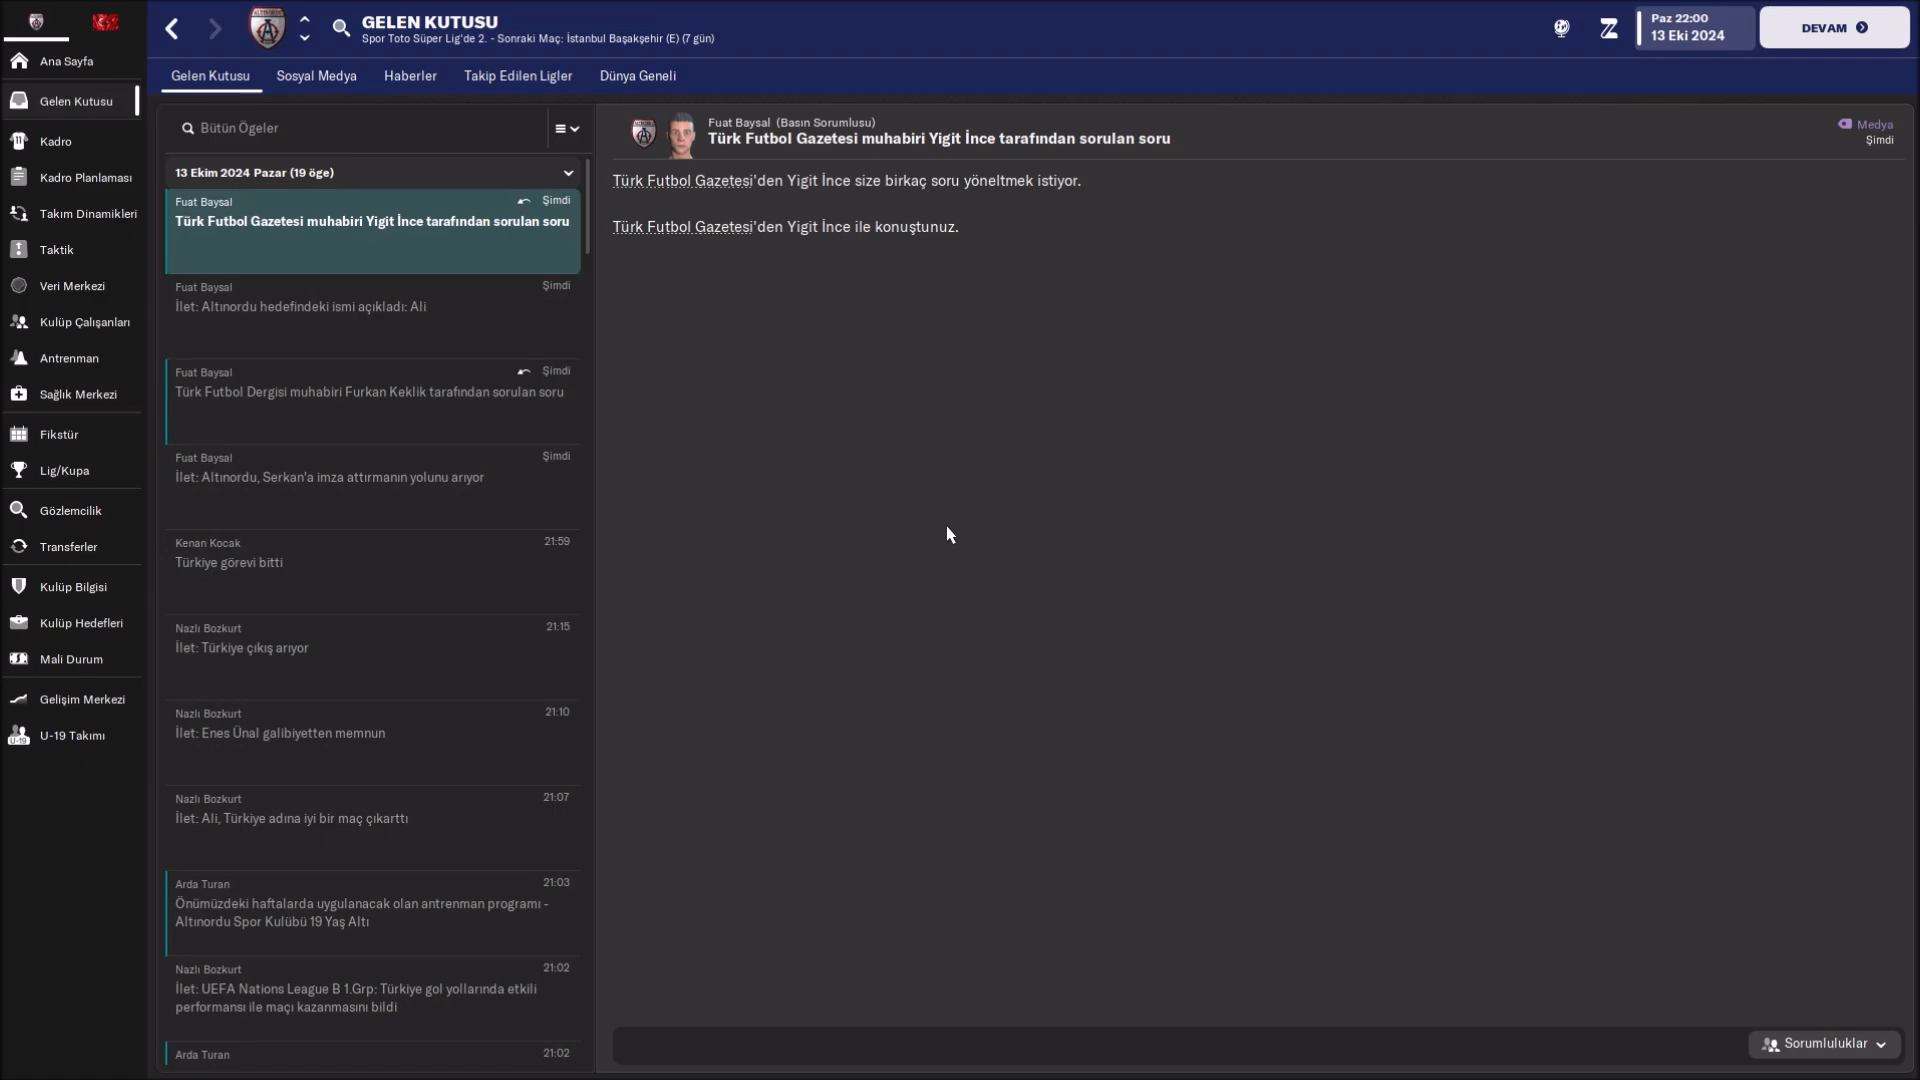 GELEN KUTUSU
Spor Toto Süper Lig'de 2. - Sonraki Maç: İstanbul Başakşehir (E) (7 gün)
Paz 22:00
13 Eki 2024
DEVAM
Ana Sayfa
Gelen Kutusu
Kadro
Kadro Planlaması
Takım Dinamikleri
Taktik
Veri Merkezi
Kulüp Çalışanları
Antrenman
Sağlık Merkezi
Fikstür
Lig/Kupa
Gözlemcilik
Transferler
Kulüp Bilgisi
Kulüp Hedefleri
Mali Durum
Gelişim Merkezi
U-19 Takımı
Gelen Kutusu
Sosyal Medya
Haberler
Takip Edilen Ligler
Dünya Geneli
Bütün Ögeler
13 Ekim 2024 Pazar (19 öge)
Fuat Baysal
Şimdi
Türk Futbol Gazetesi muhabiri Yigit İnce tarafından sorulan soru
Fuat Baysal
Şimdi
İlet: Altınordu hedefindeki ismi açıkladı: Ali
Fuat Baysal
Şimdi
Türk Futbol Dergisi muhabiri Furkan Keklik tarafından sorulan soru
Fuat Baysal
Şimdi
İlet: Altınordu, Serkan'a imza attırmanın yolunu arıyor
Kenan Kocak
21:59
Türkiye görevi bitti
Nazlı Bozkurt
21:15
İlet: Türkiye çıkış arıyor
Nazlı Bozkurt
21:10
İlet: Enes Ünal galibiyetten memnun
Nazlı Bozkurt
21:07
İlet: Ali, Türkiye adına iyi bir maç çıkarttı
Arda Turan
21:03
Önümüzdeki haftalarda uygulanacak olan antrenman programı -
Altınordu Spor Kulübü 19 Yaş Altı
Nazlı Bozkurt
21:02
İlet: UEFA Nations League B 1.Grp: Türkiye gol yollarında etkili
performansı ile maçı kazanmasını bildi
Arda Turan
21:02
Fuat Baysal (Basın Sorumlusu)
Türk Futbol Gazetesi muhabiri Yigit İnce tarafından sorulan soru
Medya
Şimdi
Türk Futbol Gazetesi'den Yigit İnce size birkaç soru yöneltmek istiyor.
Türk Futbol Gazetesi'den Yigit İnce ile konuştunuz.
Sorumluluklar